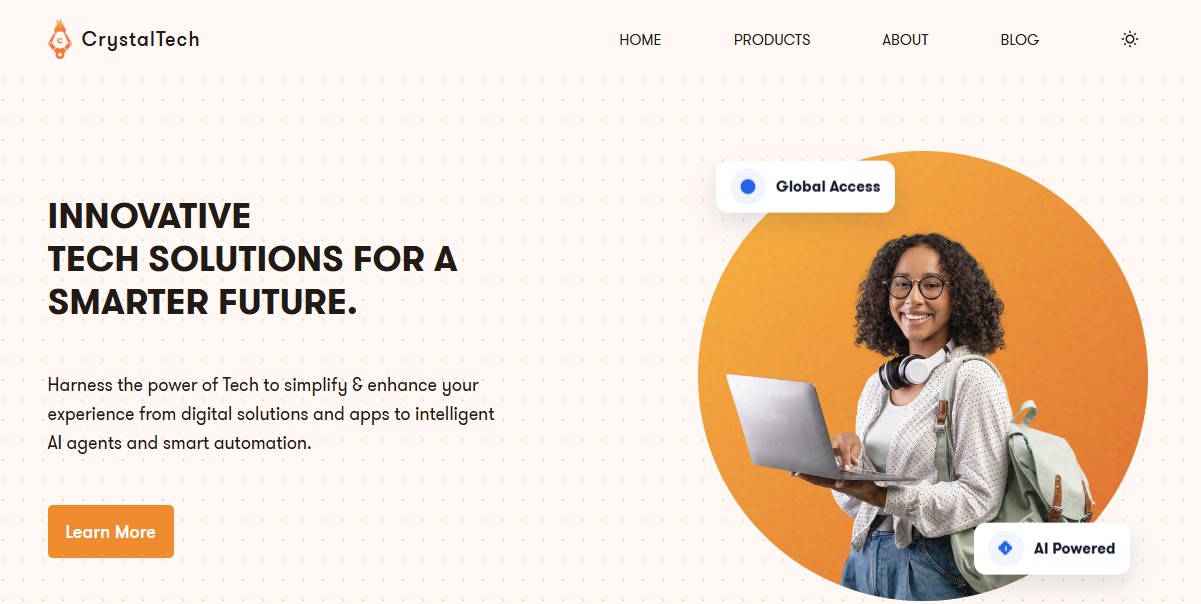 CrystalTech
HOME
PRODUCTS
ABOUT
BLOG
Global Access
INNOVATIVE
TECH SOLUTIONS FOR A
SMARTER FUTURE.
Harness the power of Tech to simplify & enhance your
experience from digital solutions and apps to intelligent
AI agents and smart automation.
Learn More
AI Powered